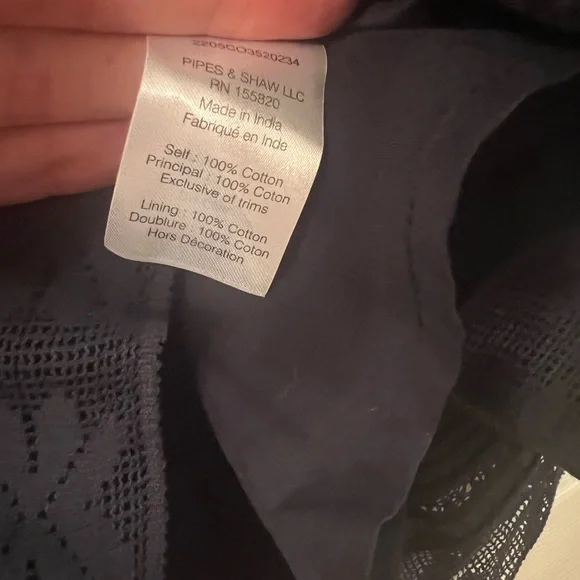 2205CO3520234
PIPES & SHAW LLC
RN 155820
Made in India
Fabriqué en Inde
Self : 100% Cotton
Principal : 100% Coton
Exclusive of trims
Lining : 100% Cotton
Doublure : 100% Coton
Hors Décoration